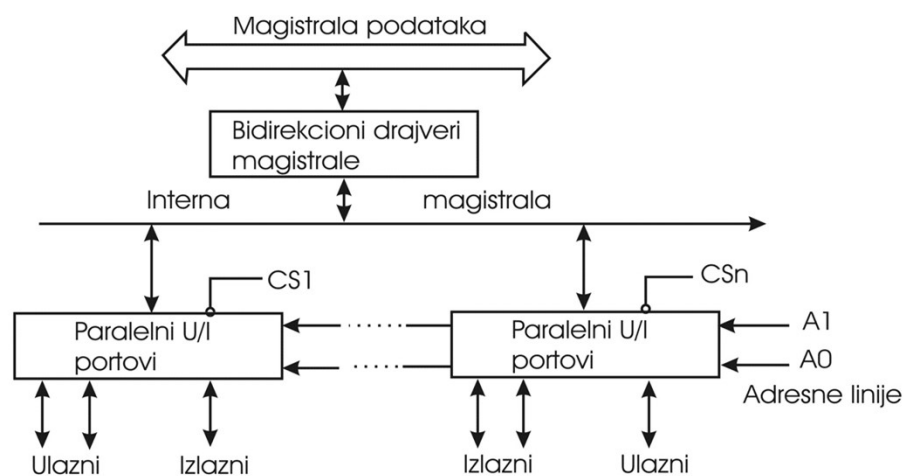 Magistrala podataka
Bidirekcioni drajveri
magistrale
Interna magistrala
CS1 CSn
Paralelni U/I
portovi
Paralelni U/I
portovi
A1
A0
Adresne linije
Ulazni Izlazni Izlazni Ulazni